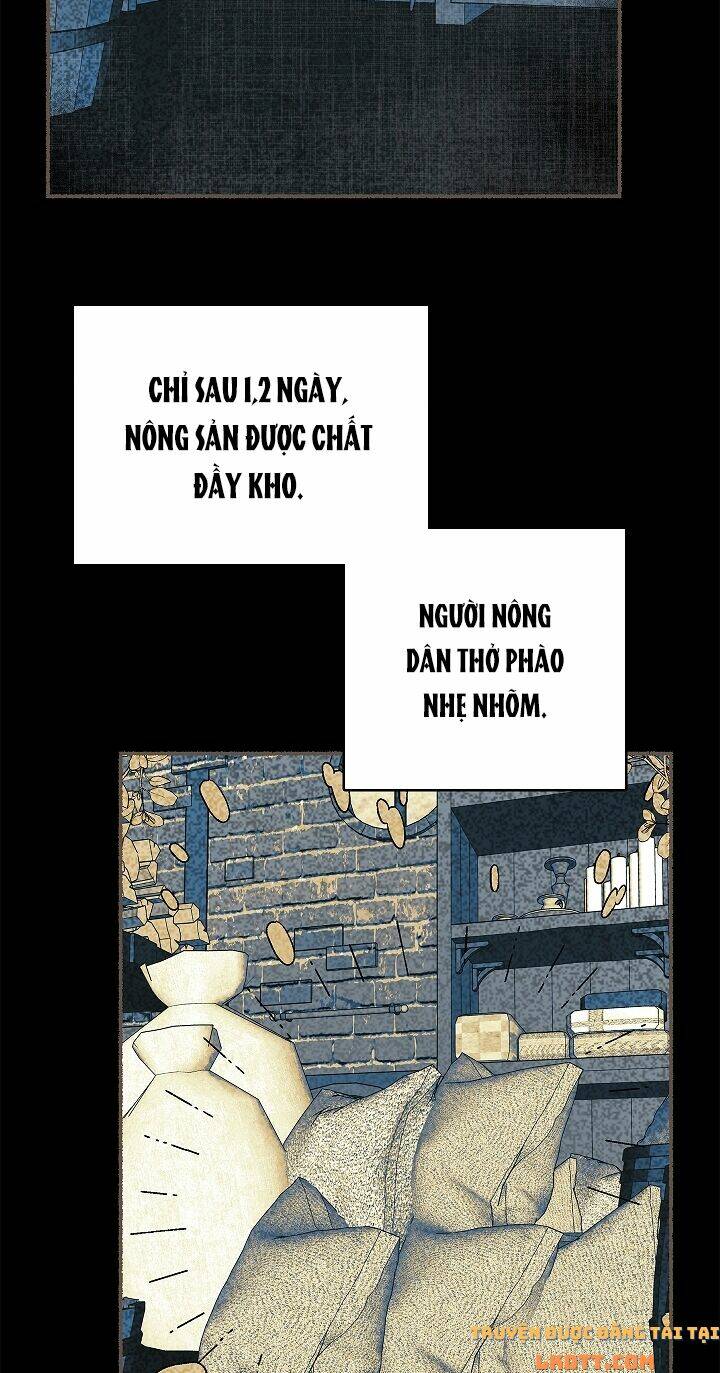 CHỈ SAU 1,2 NGÀY,
NÔNG SẢN ĐƯỢC CHẤT
ĐẦY KHO.
NGƯỜI NÔNG
DÂN THỞ PHÀO
NHẸ NHÕM.
TRUYỆN ĐƯỢC ĐĂNG TẢI TẠI
LKDTT.COM